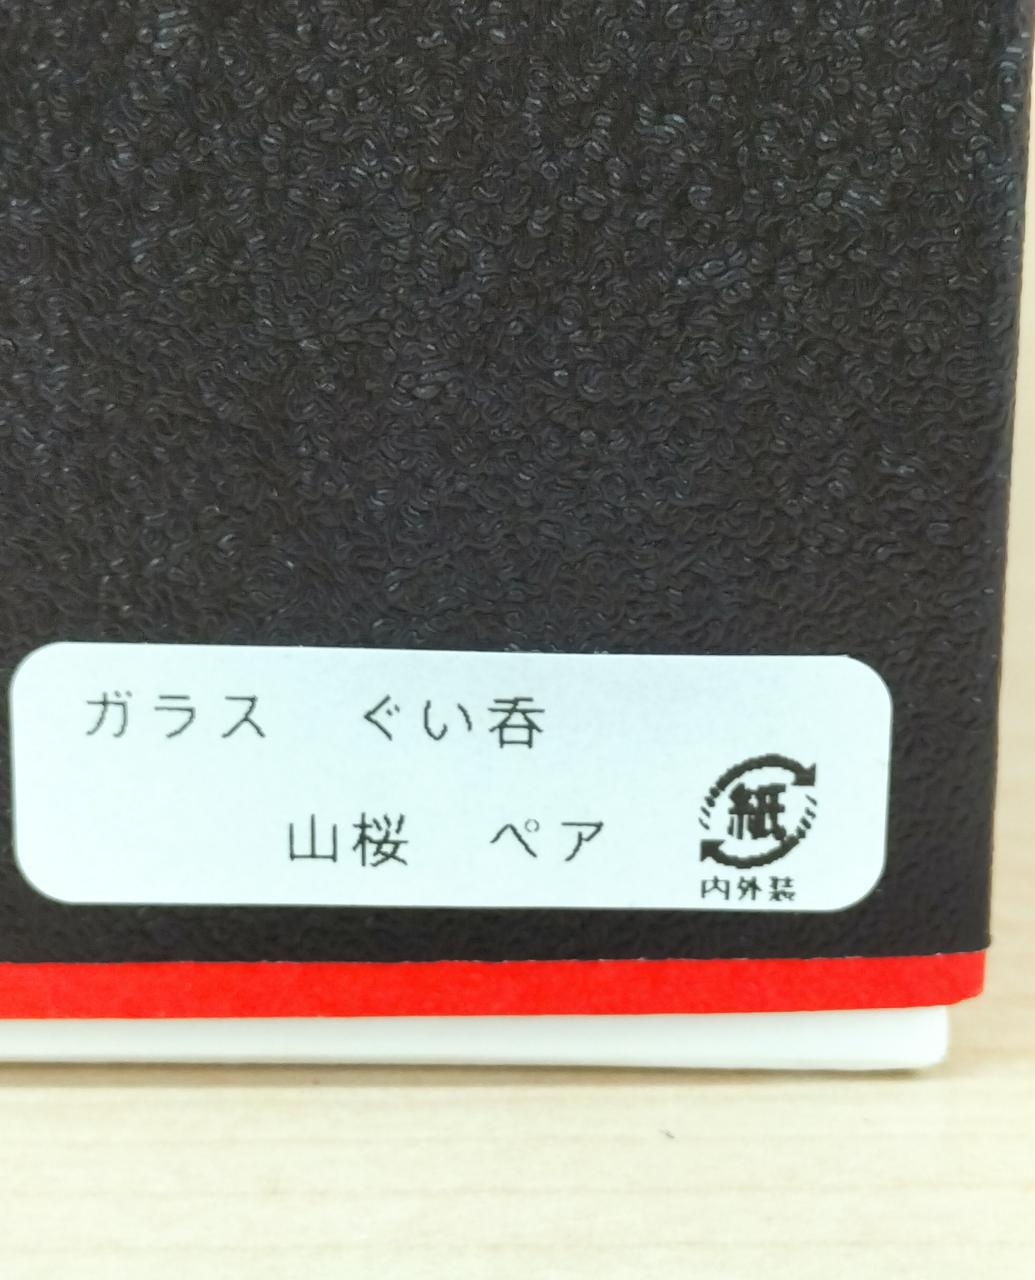 ガラス　ぐい呑
山桜　ペア
紙
内外装